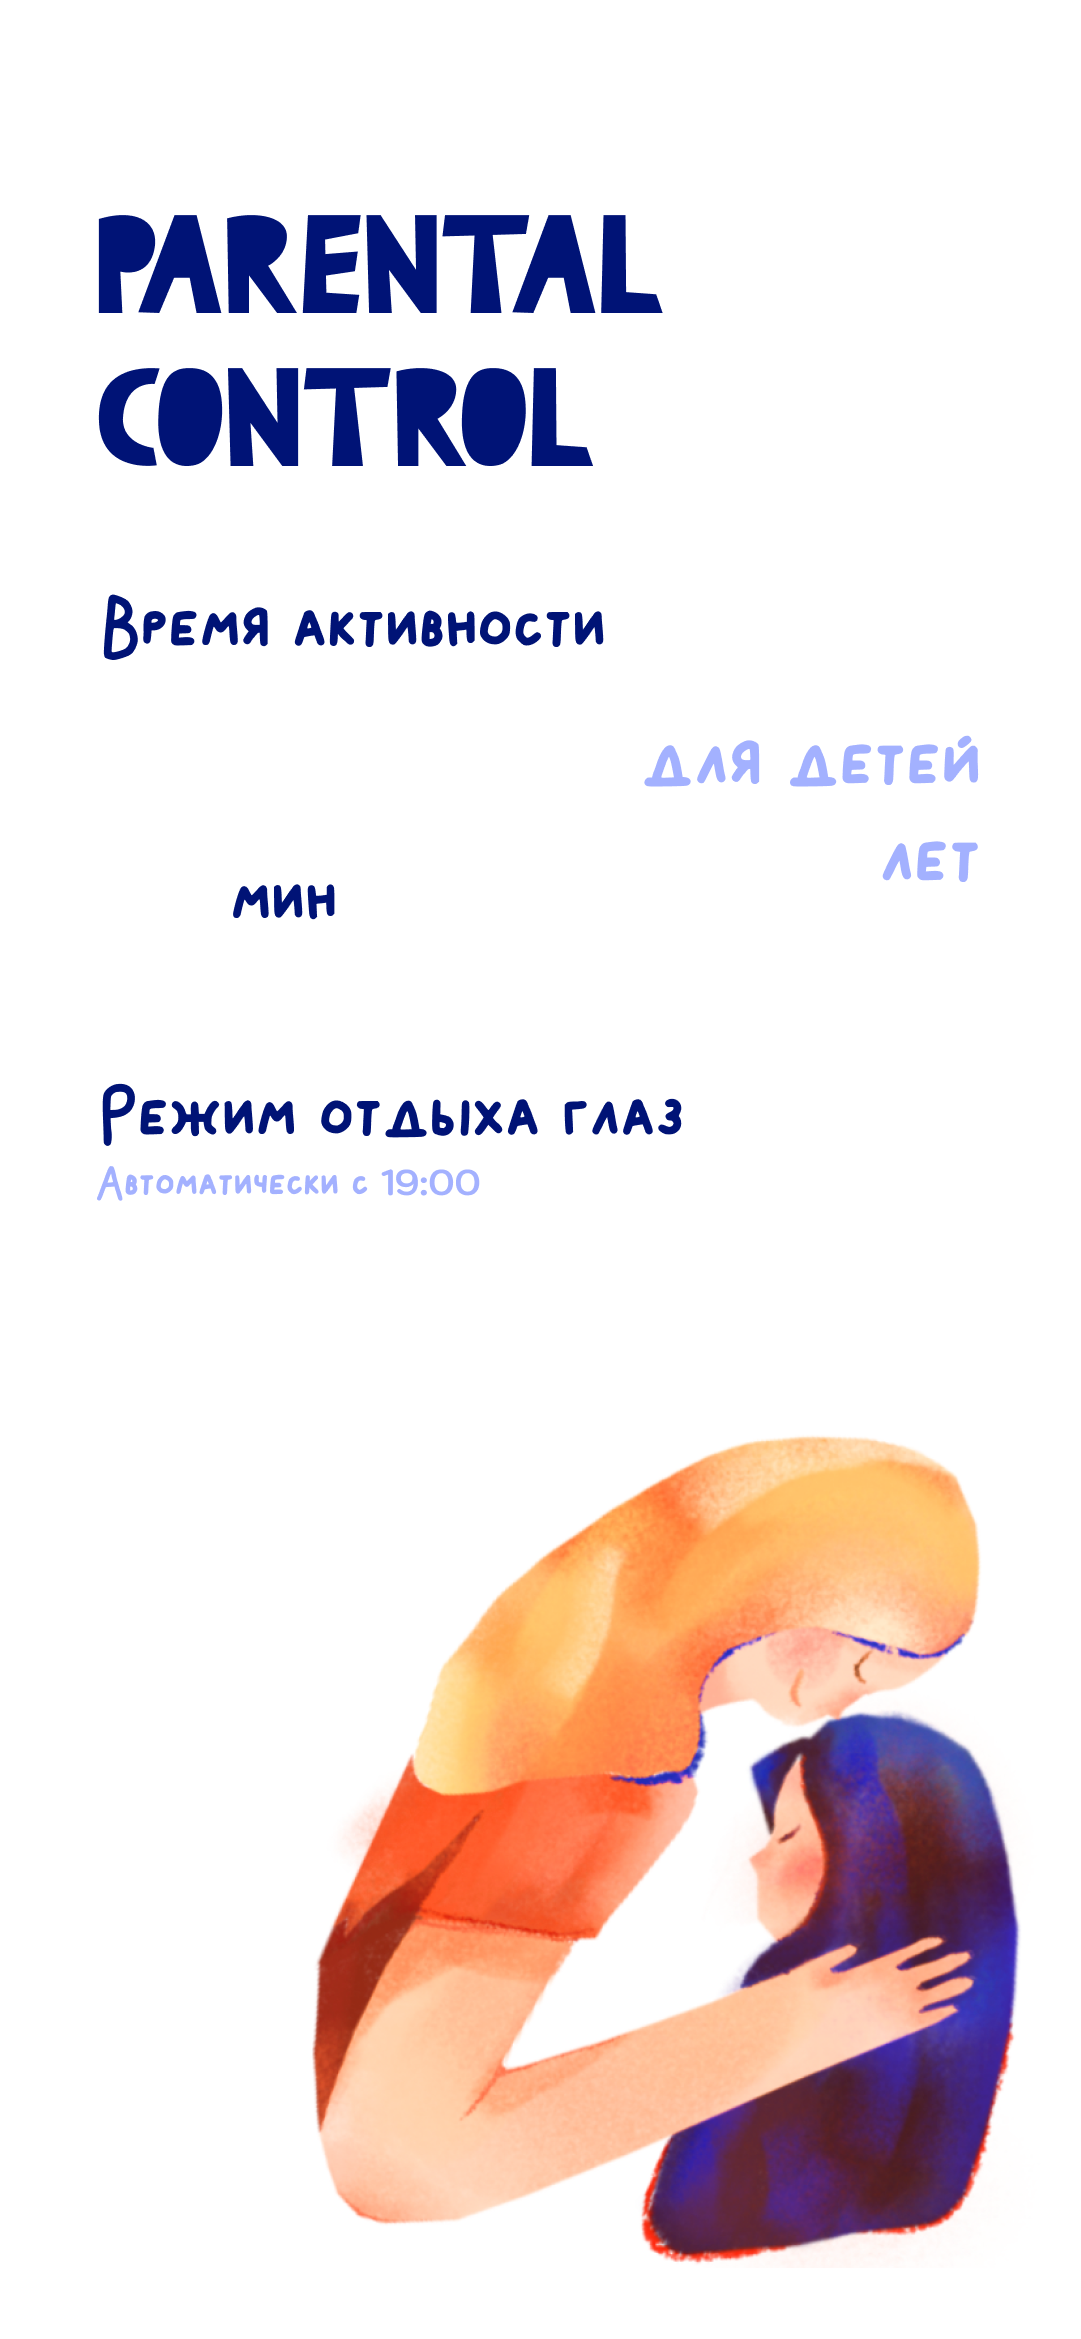 PARENTAL
CONTROL
Время активности
для детей
лет
мин
Режим отдыха глаз
Автоматически с 19:00